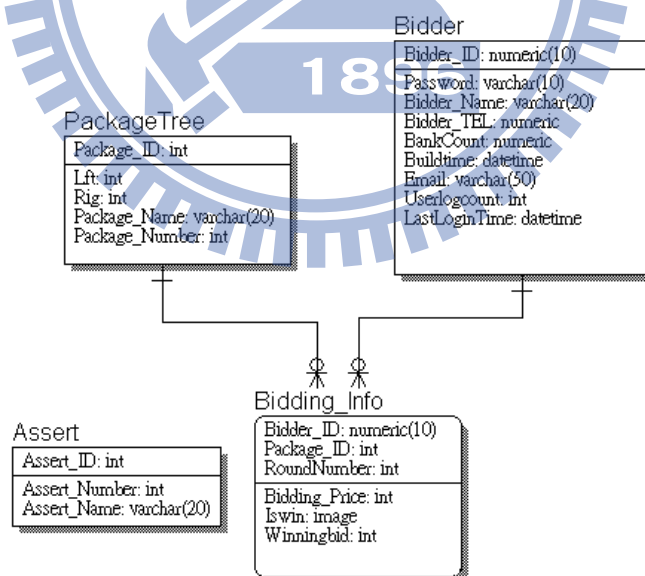 Bidder
Bidder_ID: numeric(10)
Password: varchar(10)
Bidder_Name: varchar(20)
Bidder_TEL: numeric
BankCount: numeric
Buildtime: datetime
Email: varchar(50)
Userlogcount: int
LastLoginTime: datetime
1896
PackageTree
Package_ID: int
Lft: int
Rig: int
Package_Name: varchar(20)
Package_Number: int
Bidding_Info
Bidder_ID: numeric(10)
Package_ID: int
RoundNumber: int
Bidding_Price: int
Iswin: image
Winningbid: int
Assert
Assert_ID: int
Assert_Number: int
Assert_Name: varchar(20)